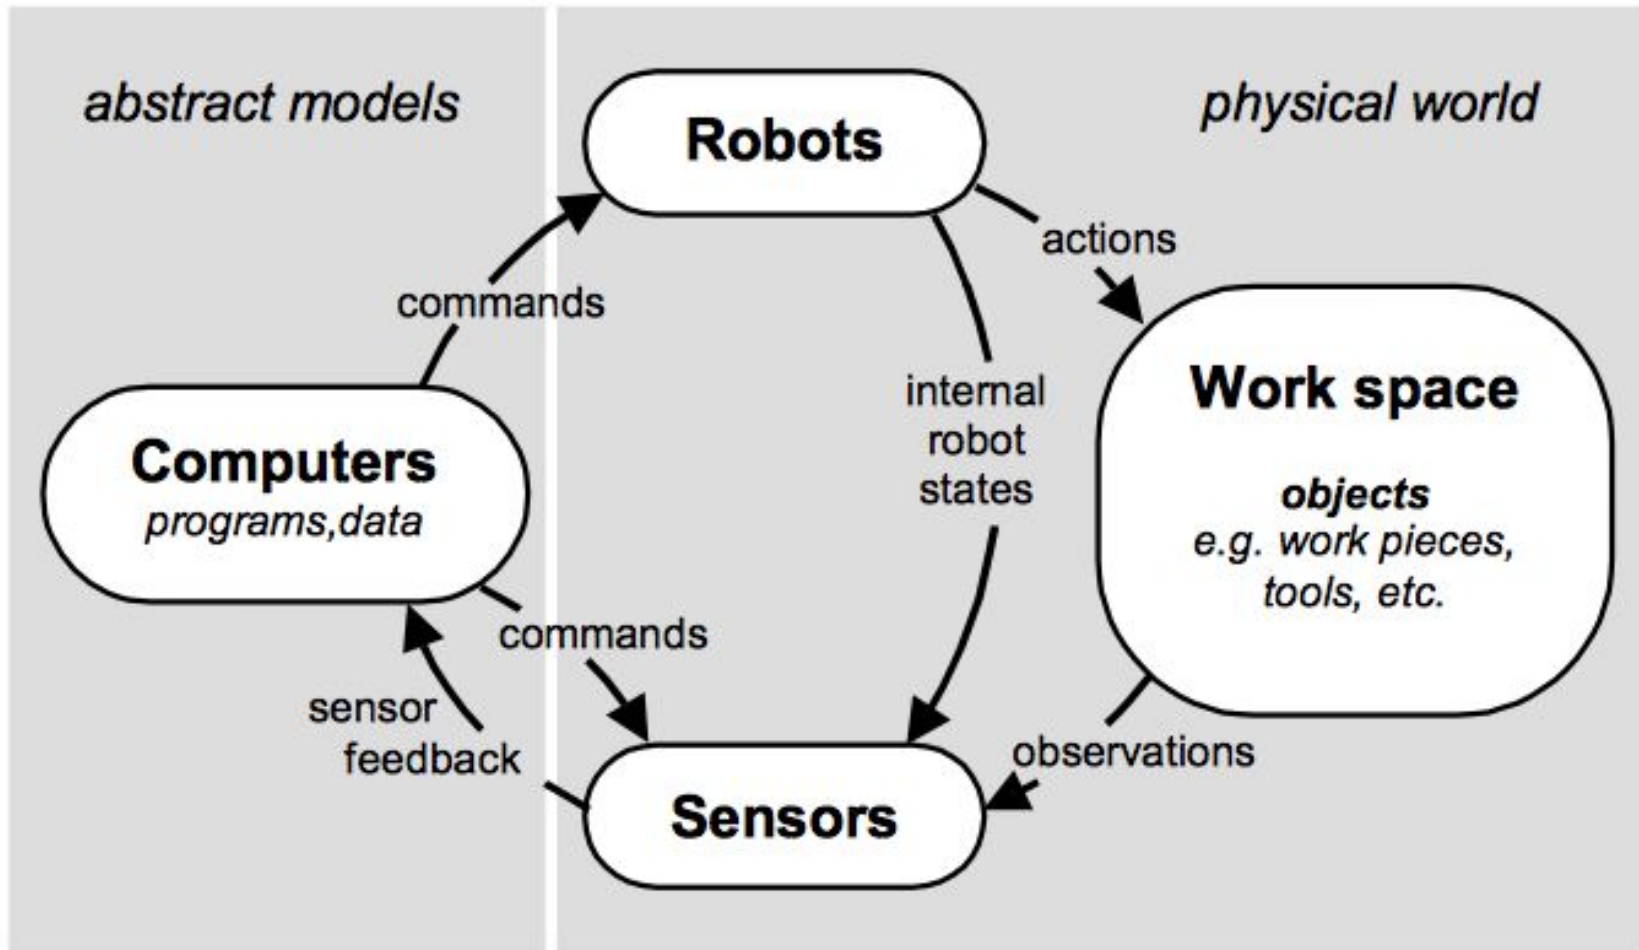 abstract models
physical world
Robots
actions
commands
internal
robot
states
Work space
objects
e.g. work pieces,
tools, etc.
Computers
programs,data
commands
sensor
feedback
observations
Sensors